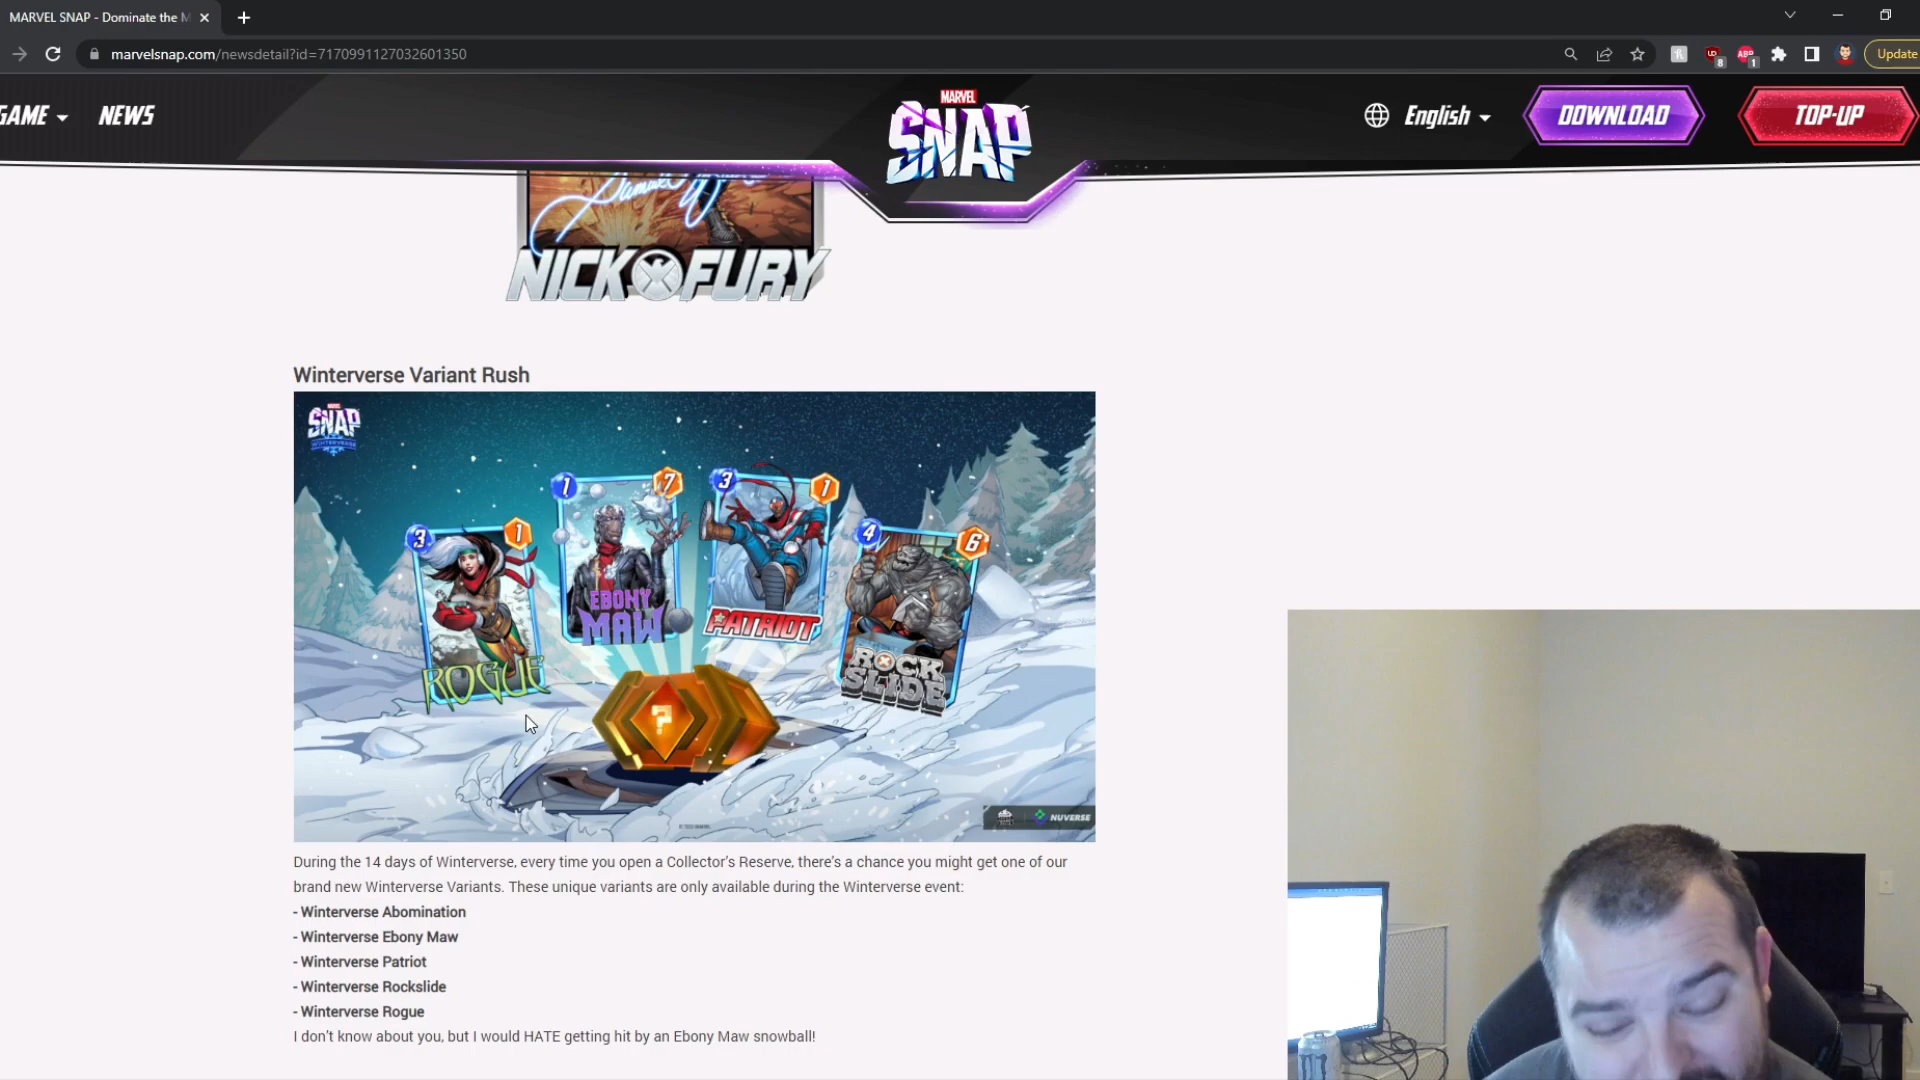 MARVEL SNAP - Dominate the M
marvelsnap.com/newsdetail?id=7170991127032601350
8
ABP
1
Update
GAME
NEWS
MARVEL
SNAP
English
DOWNLOAD
TOP-UP
NICK FURY
Winterverse Variant Rush
SNAP
WINTERVERSE
1 7
3 1
3 1
4 6
EBONY
MAW
PATRIOT
ROGUE
ROCK
SLIDE
?
NUVERSE
During the 14 days of Winterverse, every time you open a Collector's Reserve, there's a chance you might get one of our
brand new Winterverse Variants. These unique variants are only available during the Winterverse event:
- Winterverse Abomination
- Winterverse Ebony Maw
- Winterverse Patriot
- Winterverse Rockslide
- Winterverse Rogue
I don't know about you, but I would HATE getting hit by an Ebony Maw snowball!